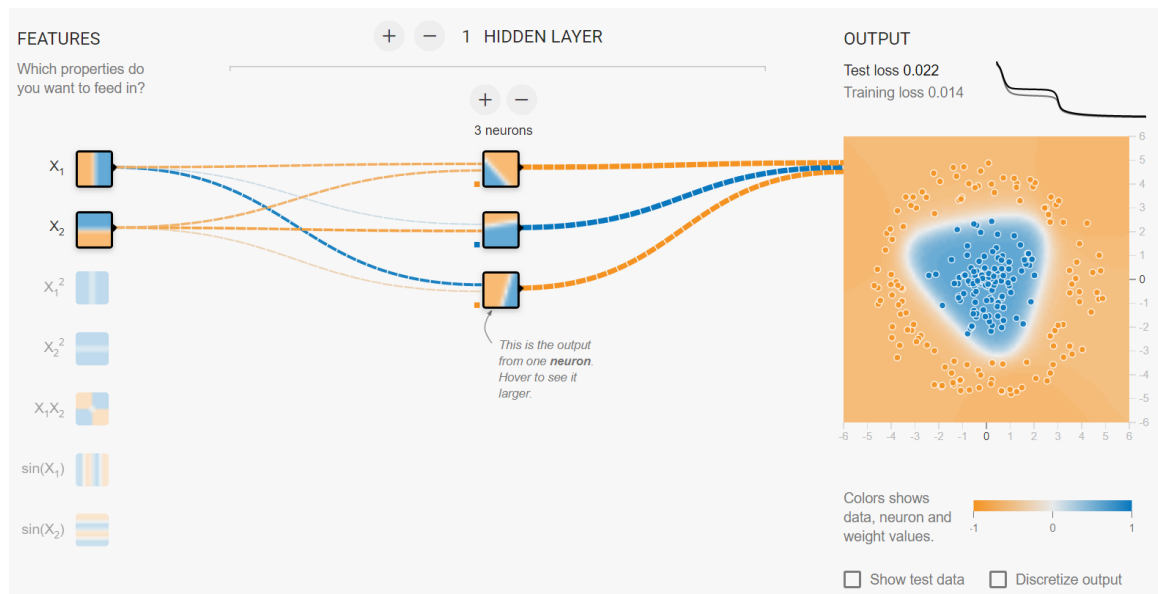 FEATURES
Which properties do
you want to feed in?
+ − 1 HIDDEN LAYER
+ −
3 neurons
X1
X2
X1²
X2²
X1X2
sin(X1)
sin(X2)
This is the output
from one neuron.
Hover to see it
larger.
OUTPUT
Test loss 0.022
Training loss 0.014
6
5
4
3
2
1
0
-1
-2
-3
-4
-5
-6
-6 -5 -4 -3 -2 -1 0 1 2 3 4 5 6
Colors shows
data, neuron and
weight values.
-1 0 1
Show test data Discretize output